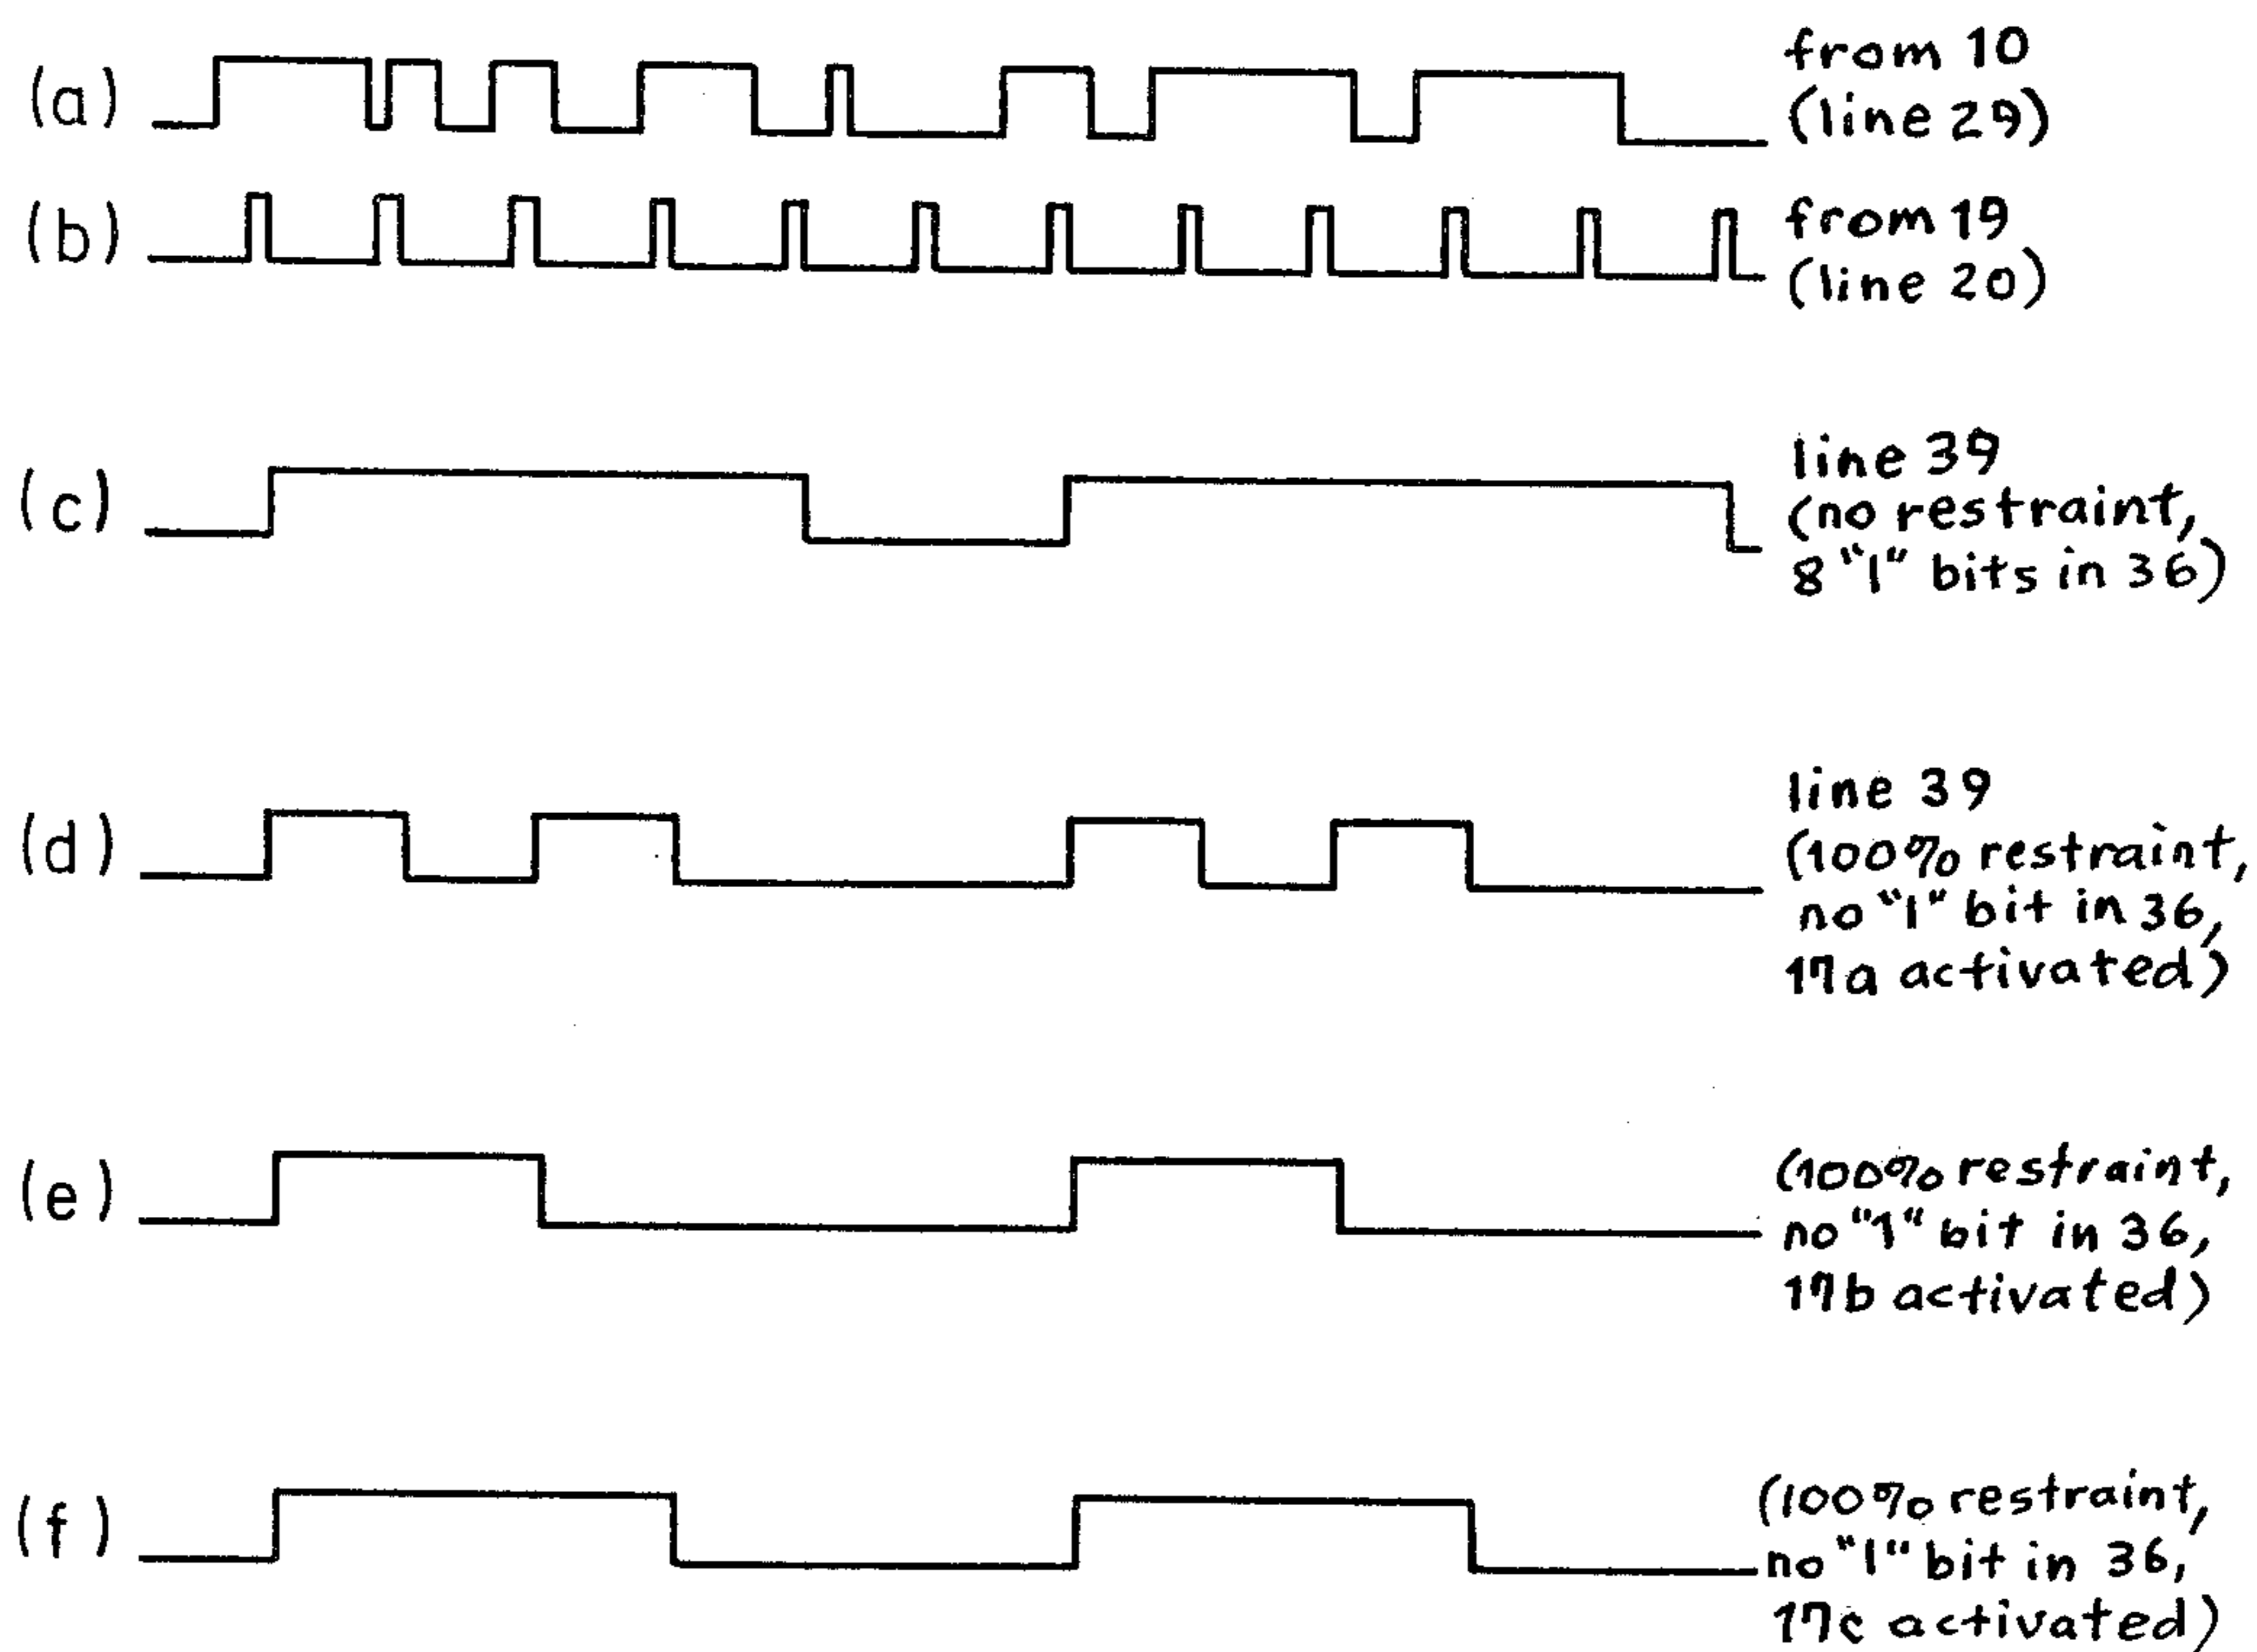 (a)
from 10
(line 29)
(b)
from 19
(line 20)
(c)
line 39
(no restraint,
8 "1" bits in 36)
(d)
line 39
(100% restraint,
no "1" bit in 36,
17a activated)
(e)
(100% restraint,
no "1" bit in 36,
17b activated)
(f)
(100% restraint,
no "1" bit in 36,
17c activated)